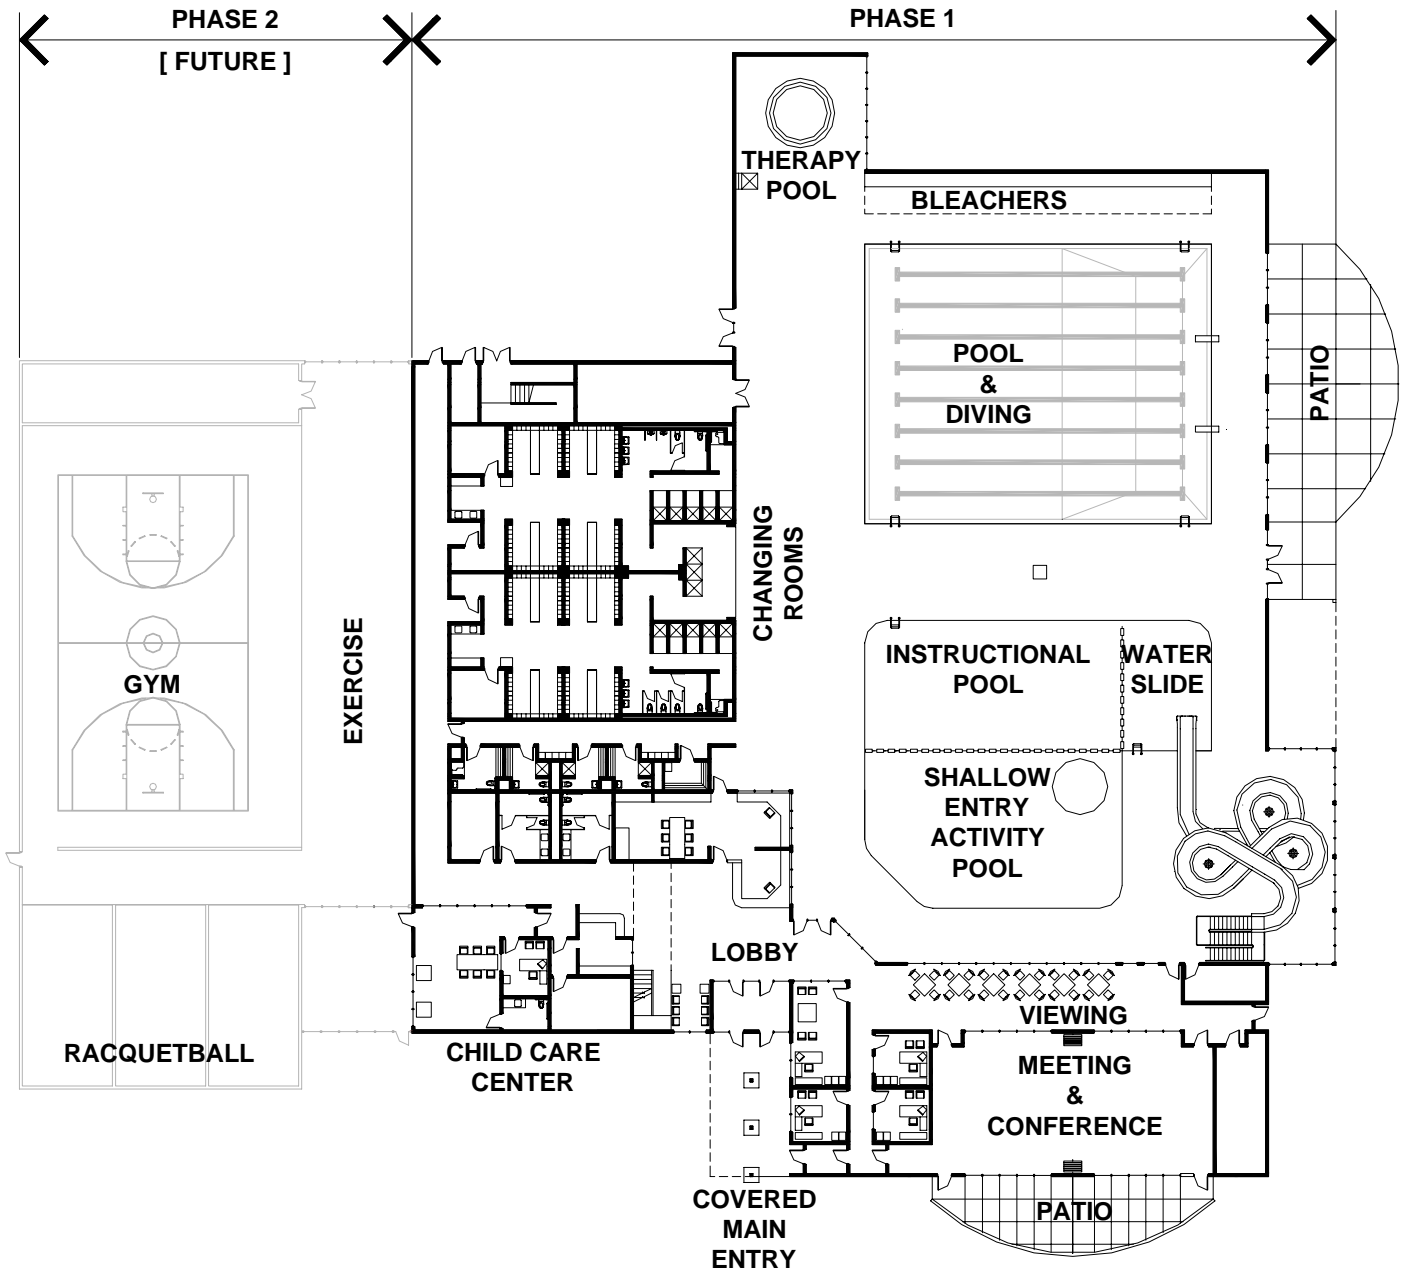 PHASE 2
[ FUTURE ]
PHASE 1
THERAPY
POOL
BLEACHERS
POOL
&
DIVING
PATIO
CHANGING
ROOMS
INSTRUCTIONAL
POOL
WATER
SLIDE
GYM
EXERCISE
SHALLOW
ENTRY
ACTIVITY
POOL
LOBBY
VIEWING
RACQUETBALL
CHILD CARE
CENTER
MEETING
&
CONFERENCE
COVERED
MAIN
ENTRY
PATIO